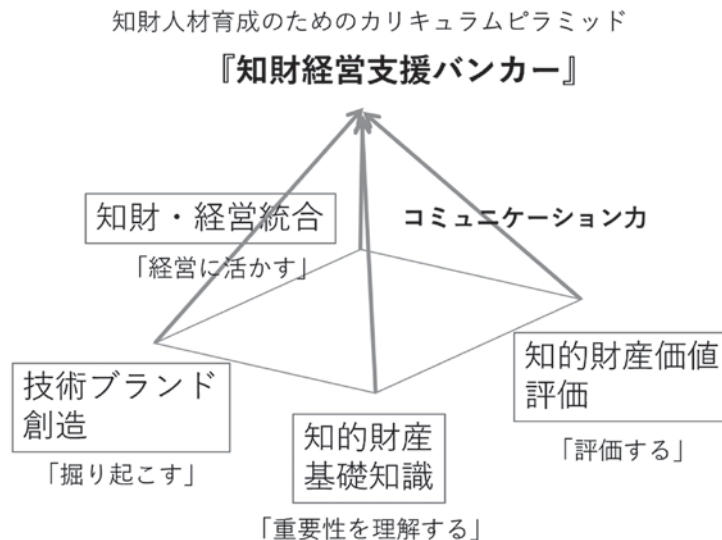 知財人材育成のためのカリキュラムピラミッド
『知財経営支援バンカー』
知財・経営統合
コミュニケーション力
「経営に活かす」
技術ブランド
創造
「掘り起こす」
知的財産
基礎知識
「重要性を理解する」
知的財産価値
評価
「評価する」